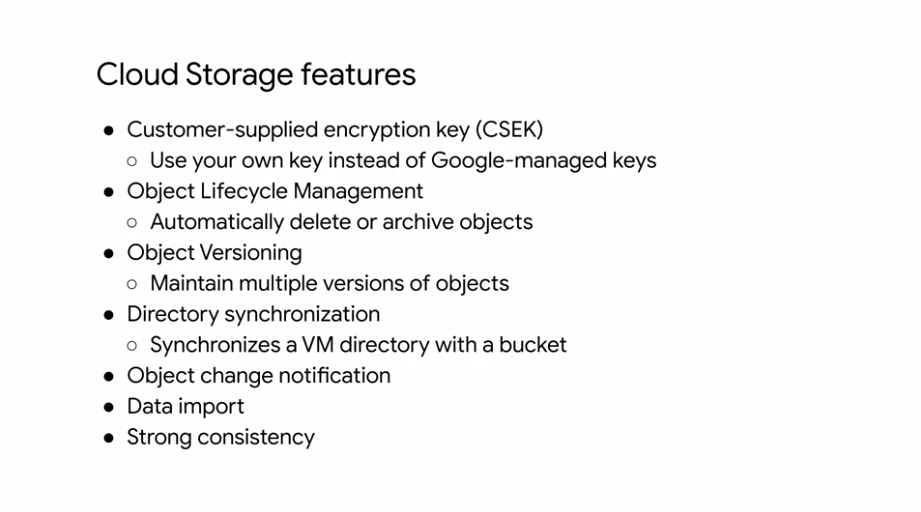 Cloud Storage features
● Customer-supplied encryption key (CSEK)
○ Use your own key instead of Google-managed keys
● Object Lifecycle Management
○ Automatically delete or archive objects
● Object Versioning
○ Maintain multiple versions of objects
● Directory synchronization
○ Synchronizes a VM directory with a bucket
● Object change notification
● Data import
● Strong consistency